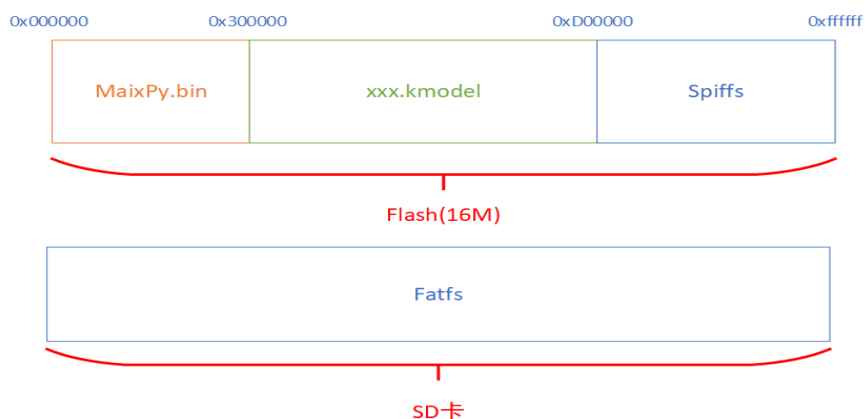 0x000000 0x300000 0xD00000 0xffffff
MaixPy.bin xxx.kmodel Spiffs
Flash(16M)
Fatfs
SD卡